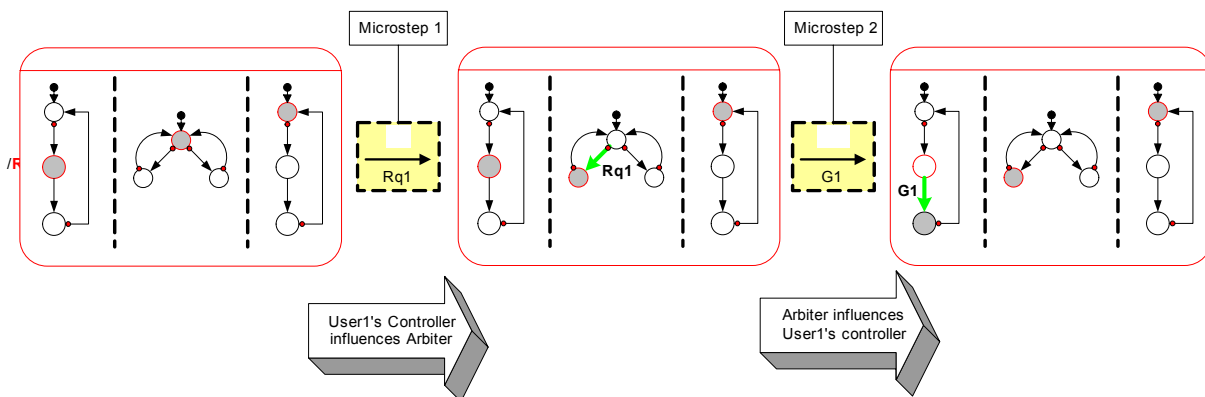 Microstep 1
Microstep 2
/R
Rq1
Rq1
G1
G1
User1's Controller
influences Arbiter
Arbiter influences
User1's controller